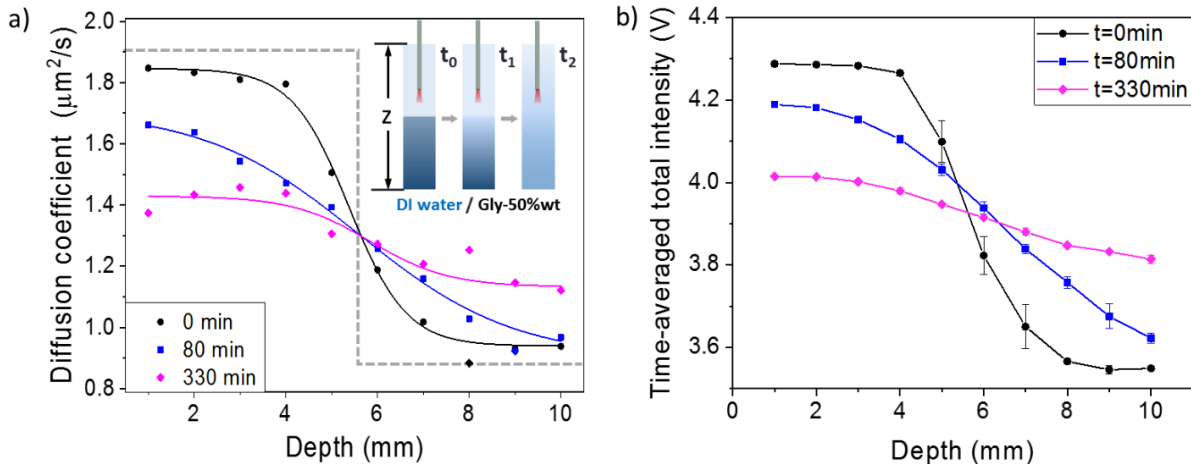 a)
Diffusion coefficient (μm²/s)
2.0
1.8
1.6
1.4
1.2
1.0
0.8
t₀ t₁ t₂
Z
DI water / Gly-50%wt
0 min
80 min
330 min
2 4 6 8 10
Depth (mm)
b)
Time-averaged total intensity (V)
4.4
4.2
4.0
3.8
3.6
t=0min
t=80min
t=330min
0 2 4 6 8 10
Depth (mm)